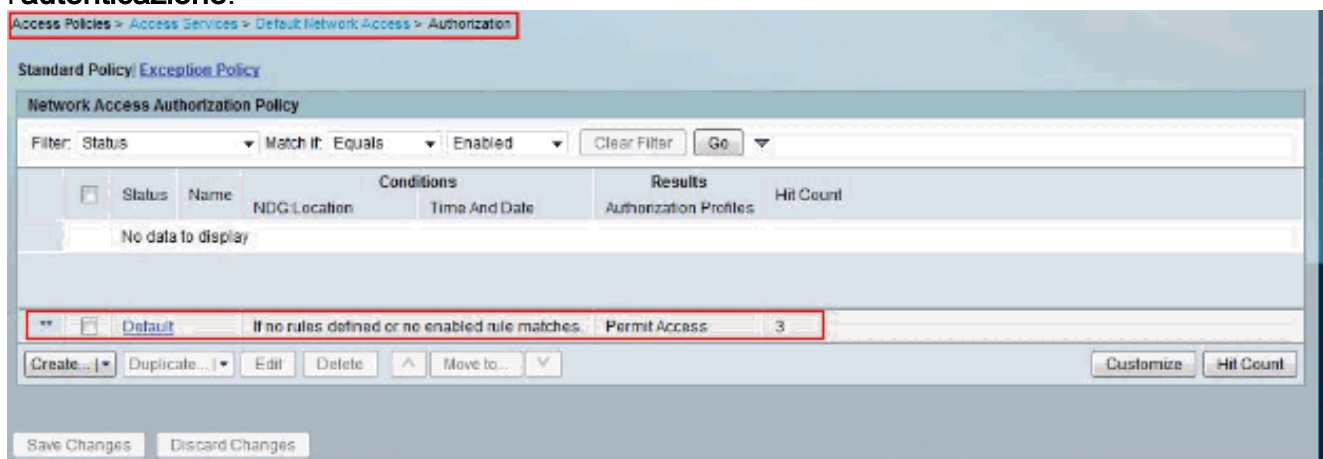 l'autenticazione.
Access Policies > Access Services > Default Network Access > Authorization
Standard Policy| Exception Policy
Network Access Authorization Policy
Filter: Status Match if: Equals Enabled Clear Filter Go
Status Name Conditions Results Hit Count
NDG:Location Time And Date Authorization Profiles
No data to display
** Default If no rules defined or no enabled rule matches. Permit Access 3
Create... | Duplicate... | Edit Delete Move to... Customize Hit Count
Save Changes Discard Changes